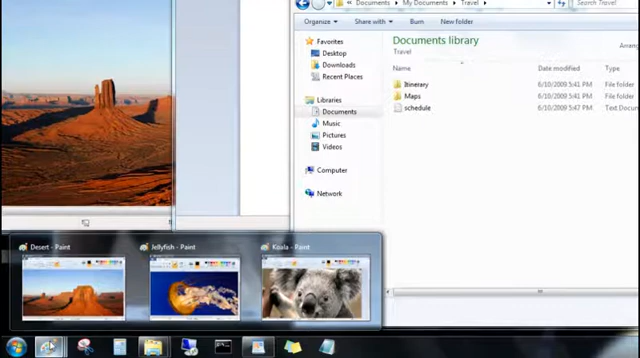 Documents ▸ My Documents ▸ Travel ▸
Search Travel
Organize Share with Burn New folder
Favorites
Desktop
Downloads
Recent Places
Libraries
Documents
Music
Pictures
Videos
Computer
Network
Documents library
Travel
Name Date modified Type
Itinerary 6/10/2009 5:41 PM File folder
Maps 6/10/2009 5:41 PM File folder
schedule 6/10/2009 5:47 PM Text Docum
Desert - Paint Jellyfish - Paint Koala - Paint